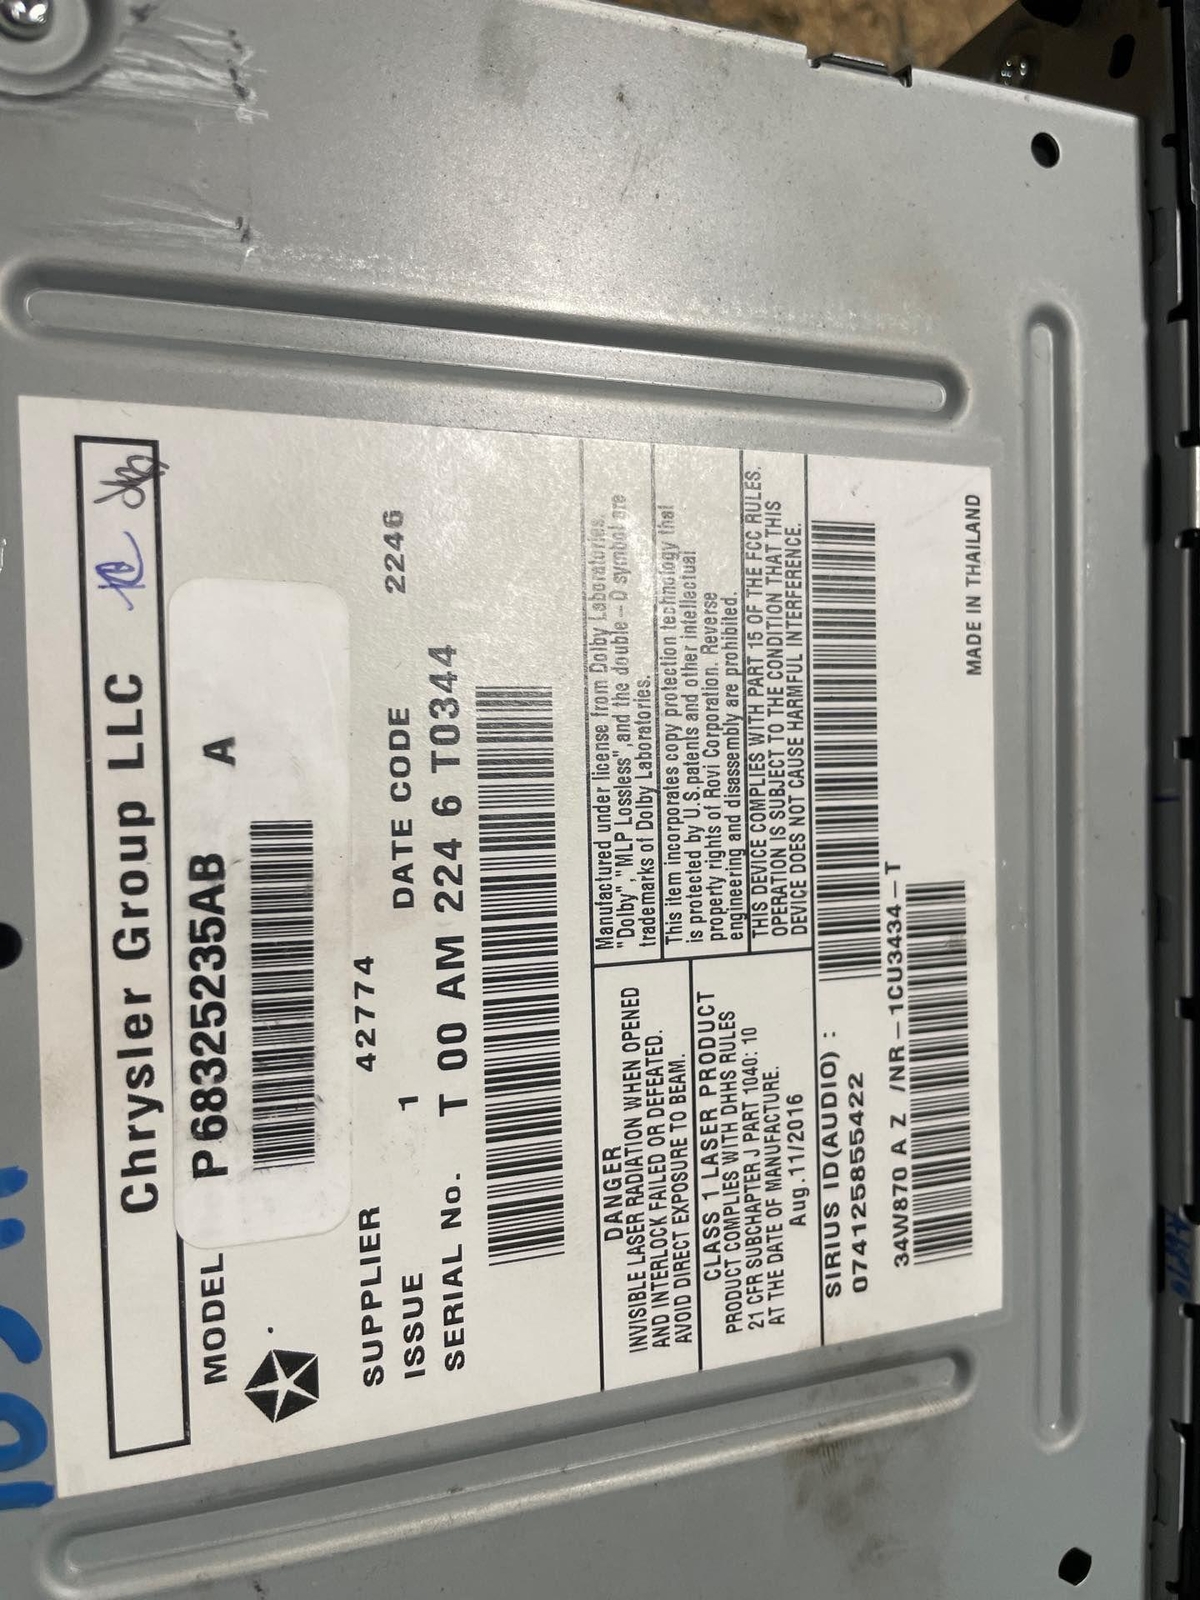 Chrysler Group LLC
MODEL P68325235AB A
SUPPLIER 42774
ISSUE 1 DATE CODE 2246
SERIAL No. T 00 AM 224 6 T0344
DANGER
INVISIBLE LASER RADIATION WHEN OPENED
AND INTERLOCK FAILED OR DEFEATED.
AVOID DIRECT EXPOSURE TO BEAM.
CLASS 1 LASER PRODUCT
PRODUCT COMPLIES WITH DHHS RULES
21 CFR SUBCHAPTER J PART 1040: 10
AT THE DATE OF MANUFACTURE.
Aug.11/2016
Manufactured under license from Dolby Laboratories.
"Dolby","MLP Lossless",and the double-D symbol are
trademarks of Dolby Laboratories.
This item incorporates copy protection technology that
is protected by U.S.patents and other intellectual
property rights of Rovi Corporation. Reverse
engineering and disassembly are prohibited.
THIS DEVICE COMPLIES WITH PART 15 OF THE FCC RULES.
OPERATION IS SUBJECT TO THE CONDITION THAT THIS
DEVICE DOES NOT CAUSE HARMFUL INTERFERENCE.
SIRIUS ID(AUDIO) :
074125855422
34W870 A Z /NR-1CU3434-T
MADE IN THAILAND